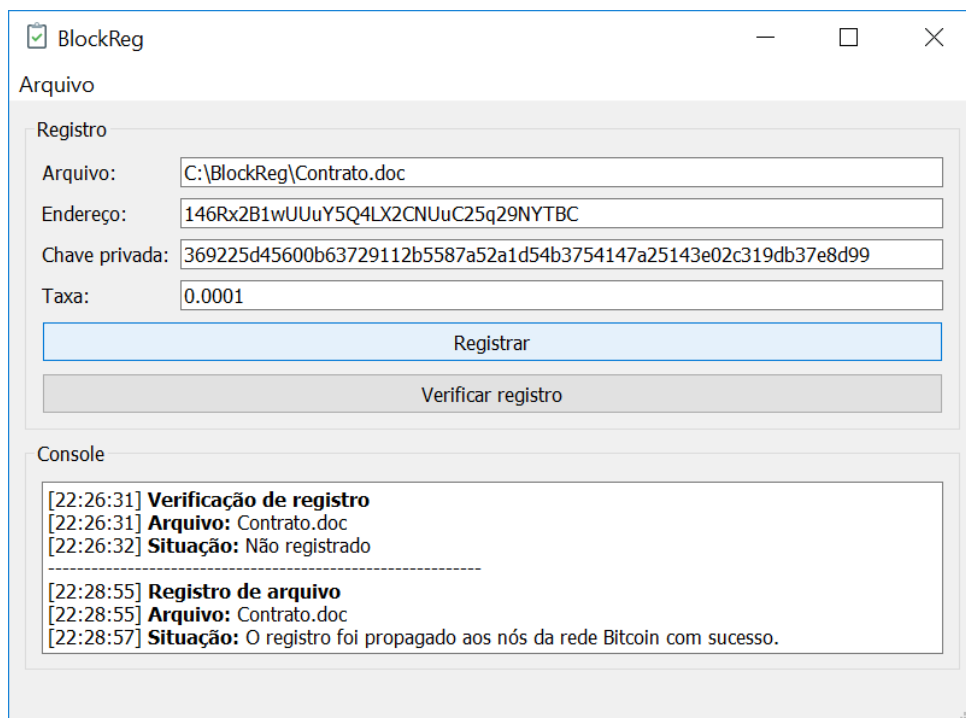 BlockReg
Arquivo
Registro
Arquivo: C:\BlockReg\Contrato.doc
Endereço: 146Rx2B1wUUuY5Q4LX2CNUuC25q29NYTBC
Chave privada: 369225d45600b63729112b5587a52a1d54b3754147a25143e02c319db37e8d99
Taxa: 0.0001
Registrar
Verificar registro
Console
[22:26:31] Verificação de registro
[22:26:31] Arquivo: Contrato.doc
[22:26:32] Situação: Não registrado
------------------------------------------------------------
[22:28:55] Registro de arquivo
[22:28:55] Arquivo: Contrato.doc
[22:28:57] Situação: O registro foi propagado aos nós da rede Bitcoin com sucesso.